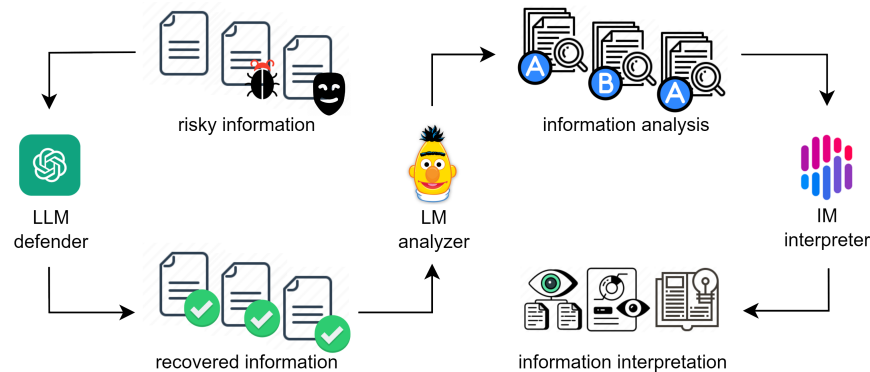 risky information
LLM
defender
recovered information
LM
analyzer
A
B
A
information analysis
IM
interpreter
information interpretation